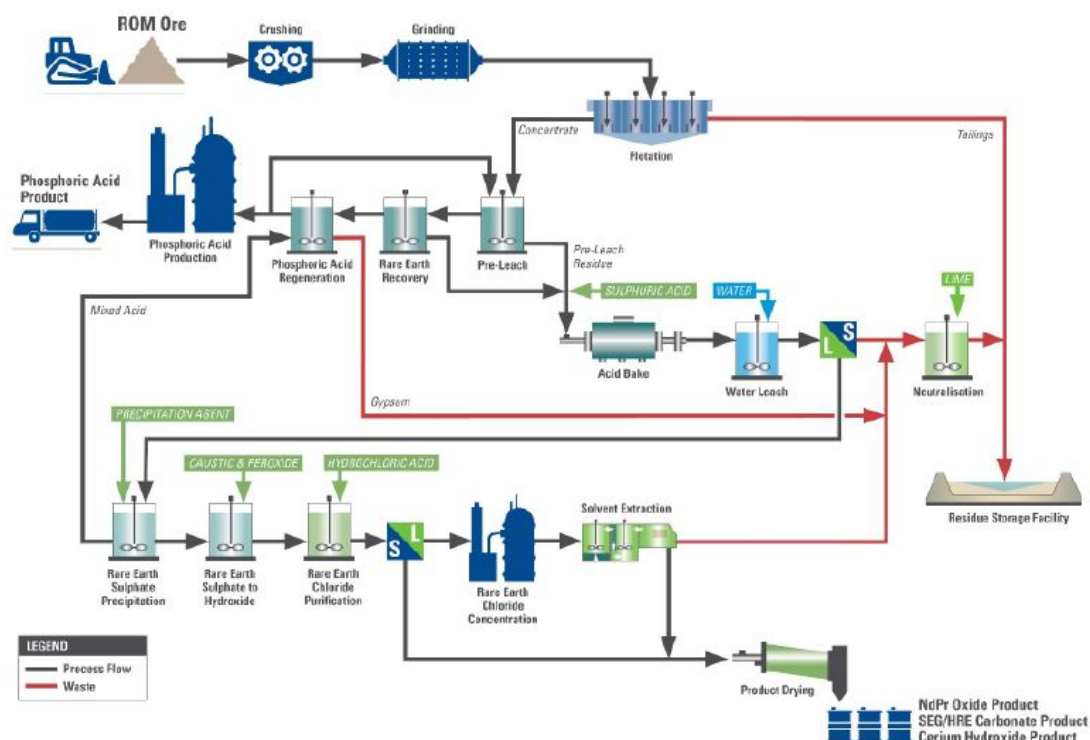 ROM Ore
Crushing
Grinding
Concentrate
Flotation
Tailings
Phosphoric Acid
Product
Phosphoric Acid
Production
Phosphoric Acid
Regeneration
Rare Earth
Recovery
Pre-Leach
Pre-Leach
Residue
SULPHURIC ACID
WATER
LIME
Mixed Acid
Acid Bake
Water Leach
L
S
Neutralisation
Gypsum
PRECIPITATION AGENT
CAUSTIC & PEROXIDE
HYDROCHLORIC ACID
Residue Storage Facility
Solvent Extraction
S
L
Rare Earth
Sulphate
Precipitation
Rare Earth
Sulphate to
Hydroxide
Rare Earth
Chloride
Purification
Rare Earth
Chloride
Concentration
LEGEND
Process Flow
Waste
Product Drying
NdPr Oxide Product
SEG/HRE Carbonate Product
Cerium Hydroxide Product